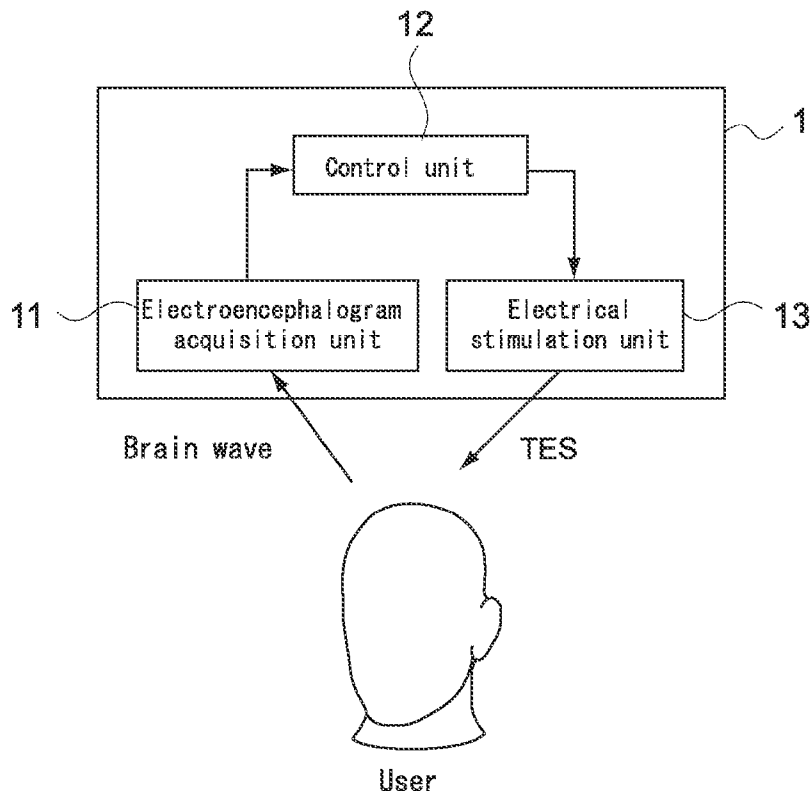 12
1
Control unit
11
Electroencephalogram
acquisition unit
Electrical
stimulation unit
13
Brain wave
TES
User